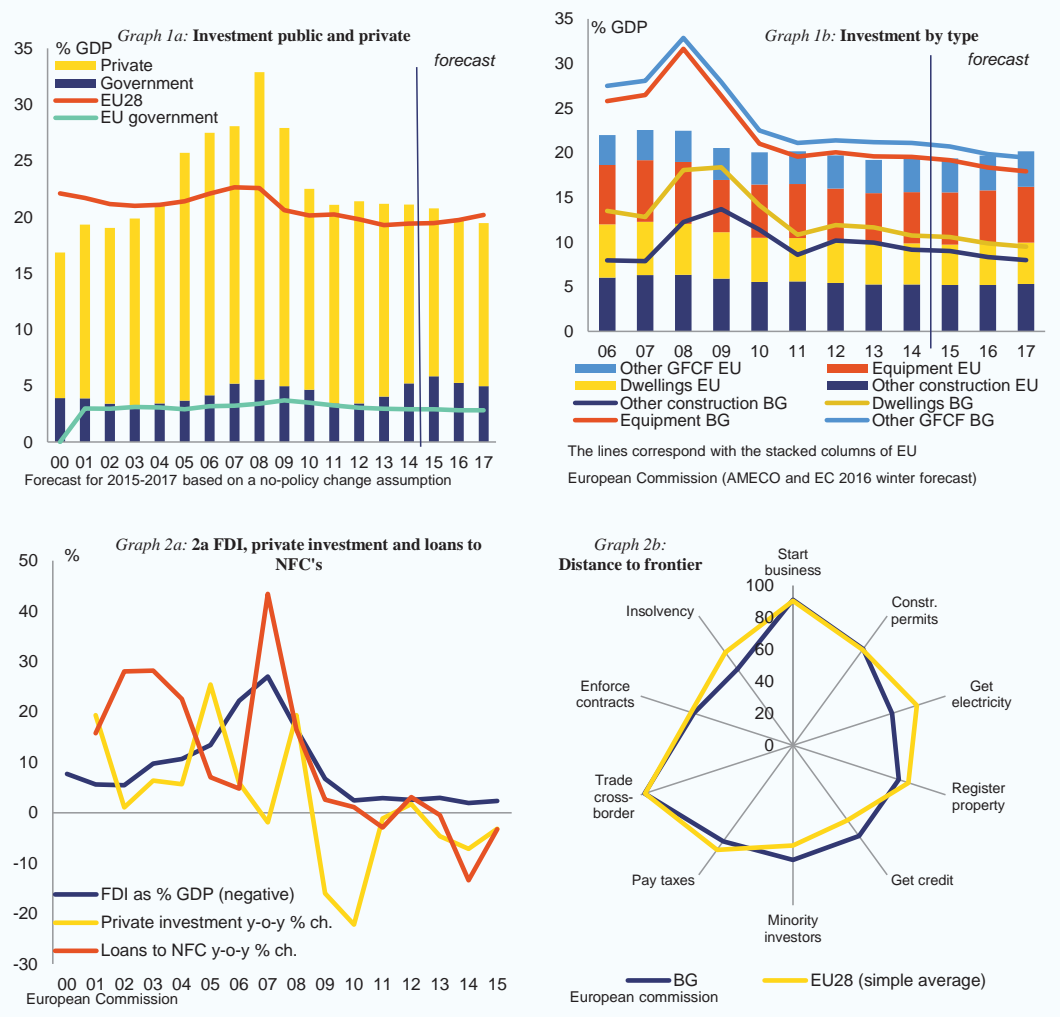 Graph 1a: Investment public and private
% GDP
Private
Government
EU28
EU government
forecast
35
30
25
20
15
10
5
0
00 01 02 03 04 05 06 07 08 09 10 11 12 13 14 15 16 17
Forecast for 2015-2017 based on a no-policy change assumption
Graph 1b: Investment by type
% GDP
forecast
35
30
25
20
15
10
5
0
06 07 08 09 10 11 12 13 14 15 16 17
Other GFCF EU
Equipment EU
Dwellings EU
Other construction EU
Other construction BG
Dwellings BG
Equipment BG
Other GFCF BG
The lines correspond with the stacked columns of EU
European Commission (AMECO and EC 2016 winter forecast)
Graph 2a: 2a FDI, private investment and loans to
NFC's
%
50
40
30
20
10
0
-10
-20
-30
FDI as % GDP (negative)
Private investment y-o-y % ch.
Loans to NFC y-o-y % ch.
00 01 02 03 04 05 06 07 08 09 10 11 12 13 14 15
European Commission
Graph 2b:
Distance to frontier
Start
business
Constr.
permits
Get
electricity
Register
property
Get credit
Minority
investors
Pay taxes
Trade
cross-
border
Enforce
contracts
Insolvency
100
80
60
40
20
0
BG
EU28 (simple average)
European commission